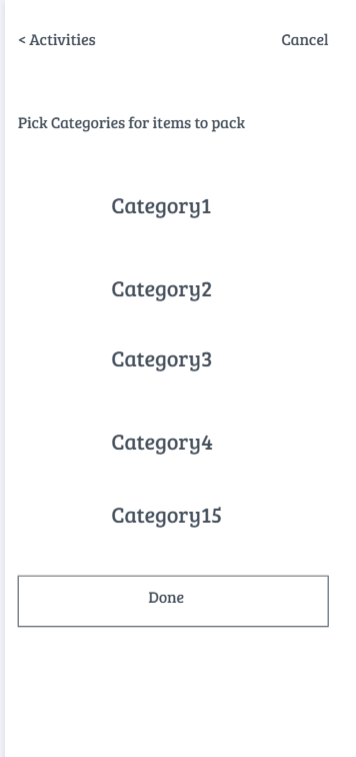 < Activities
Cancel
Pick Categories for items to pack
Category1
Category2
Category3
Category4
Category15
Done